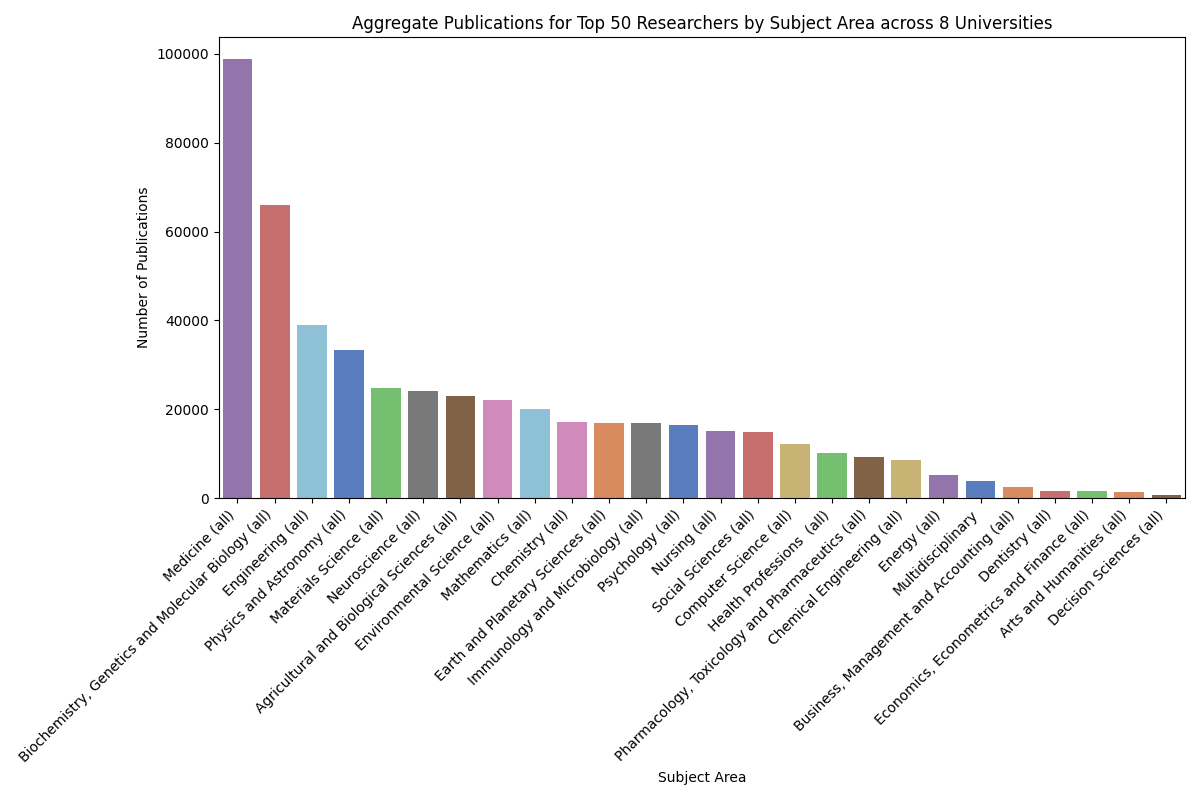 Aggregate Publications for Top 50 Researchers by Subject Area across 8 Universities
Number of Publications
100000
80000
60000
40000
20000
0
Medicine (all)
Biochemistry, Genetics and Molecular Biology (all)
Engineering (all)
Physics and Astronomy (all)
Materials Science (all)
Neuroscience (all)
Agricultural and Biological Sciences (all)
Environmental Science (all)
Mathematics (all)
Chemistry (all)
Earth and Planetary Sciences (all)
Immunology and Microbiology (all)
Psychology (all)
Nursing (all)
Social Sciences (all)
Computer Science (all)
Health Professions  (all)
Pharmacology, Toxicology and Pharmaceutics (all)
Chemical Engineering (all)
Energy (all)
Multidisciplinary
Business, Management and Accounting (all)
Dentistry (all)
Economics, Econometrics and Finance (all)
Arts and Humanities (all)
Decision Sciences (all)
Subject Area